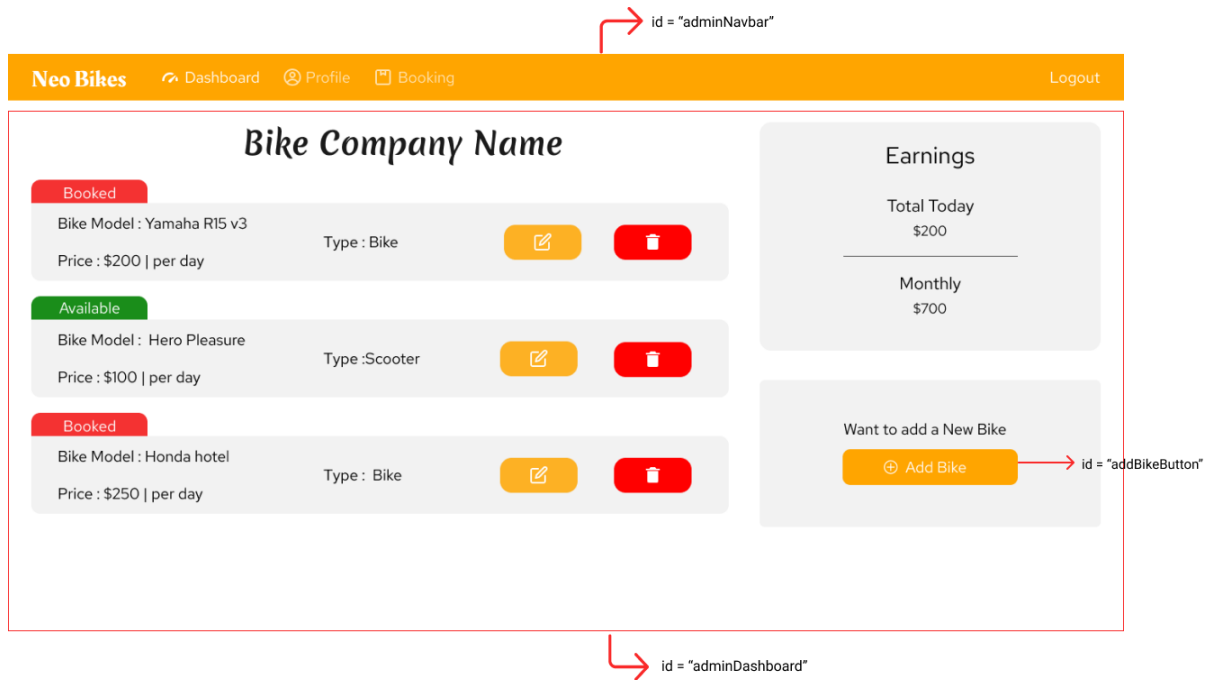 id = “adminNavbar”
Neo Bikes Dashboard Profile Booking Logout
Bike Company Name
Booked
Bike Model : Yamaha R15 v3
Type : Bike
Price : $200 | per day
Available
Bike Model :  Hero Pleasure
Type :Scooter
Price : $100 | per day
Booked
Bike Model : Honda hotel
Type :  Bike
Price : $250 | per day
Earnings
Total Today
$200
Monthly
$700
Want to add a New Bike
Add Bike
id = “addBikeButton”
id = “adminDashboard”